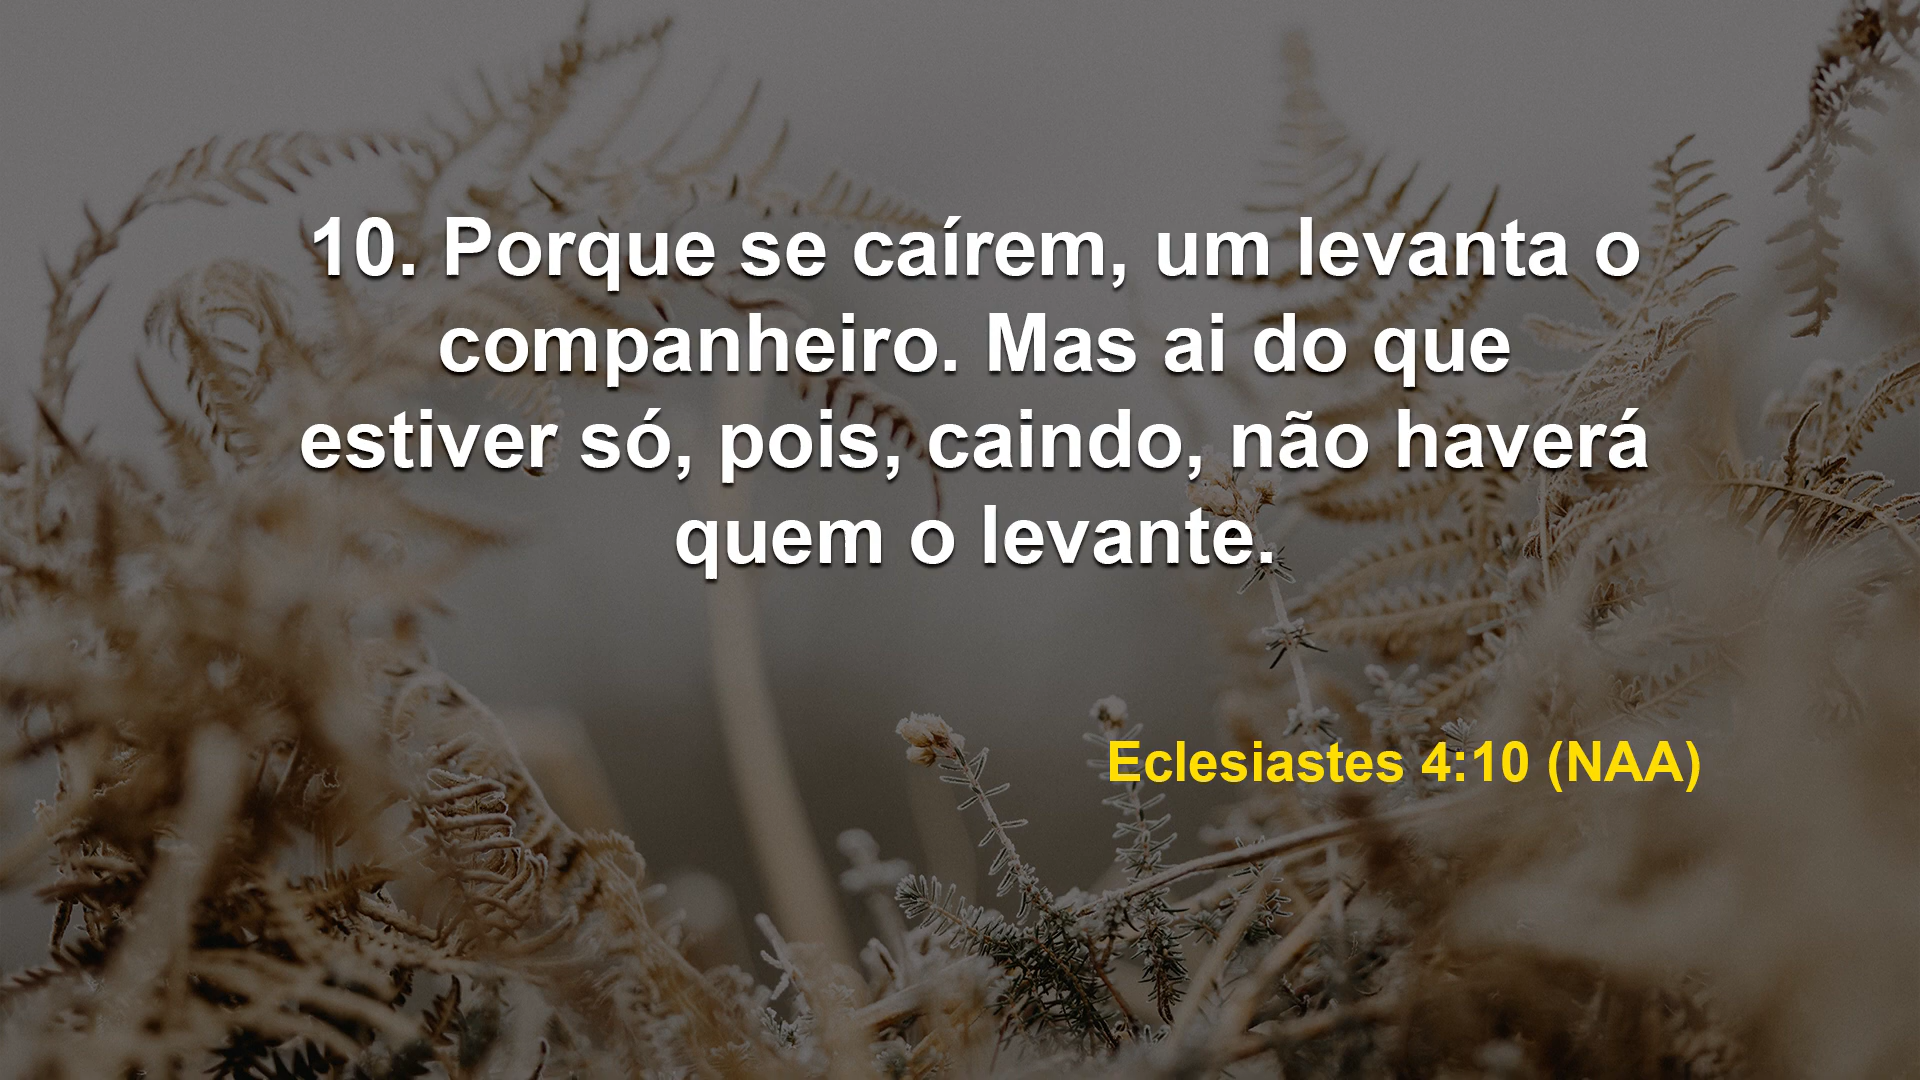 10. Porque se caírem, um levanta o
companheiro. Mas ai do que
estiver só, pois, caindo, não haverá
quem o levante.
Eclesiastes 4:10 (NAA)